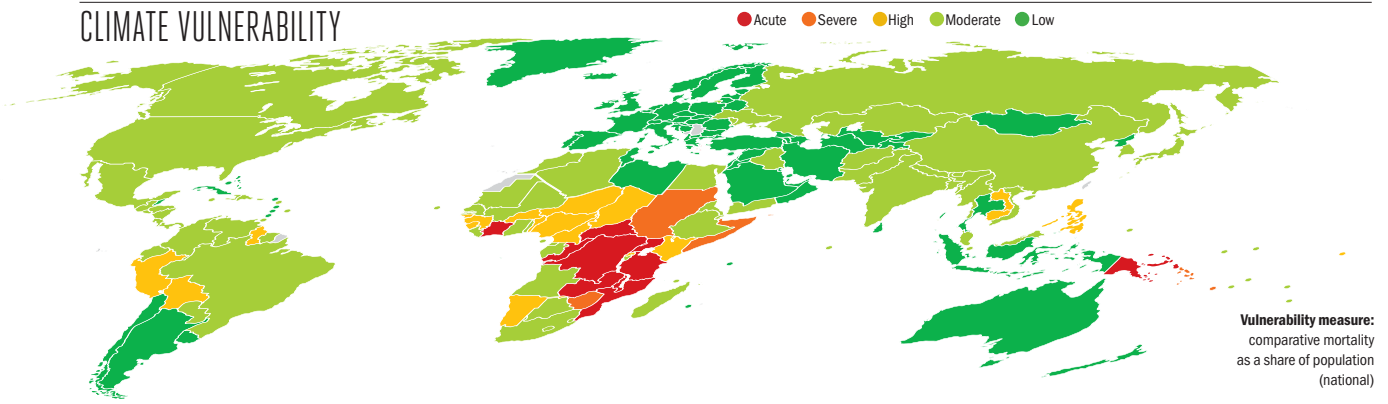 CLIMATE VULNERABILITY
Acute Severe High Moderate Low
Vulnerability measure:
comparative mortality
as a share of population
(national)